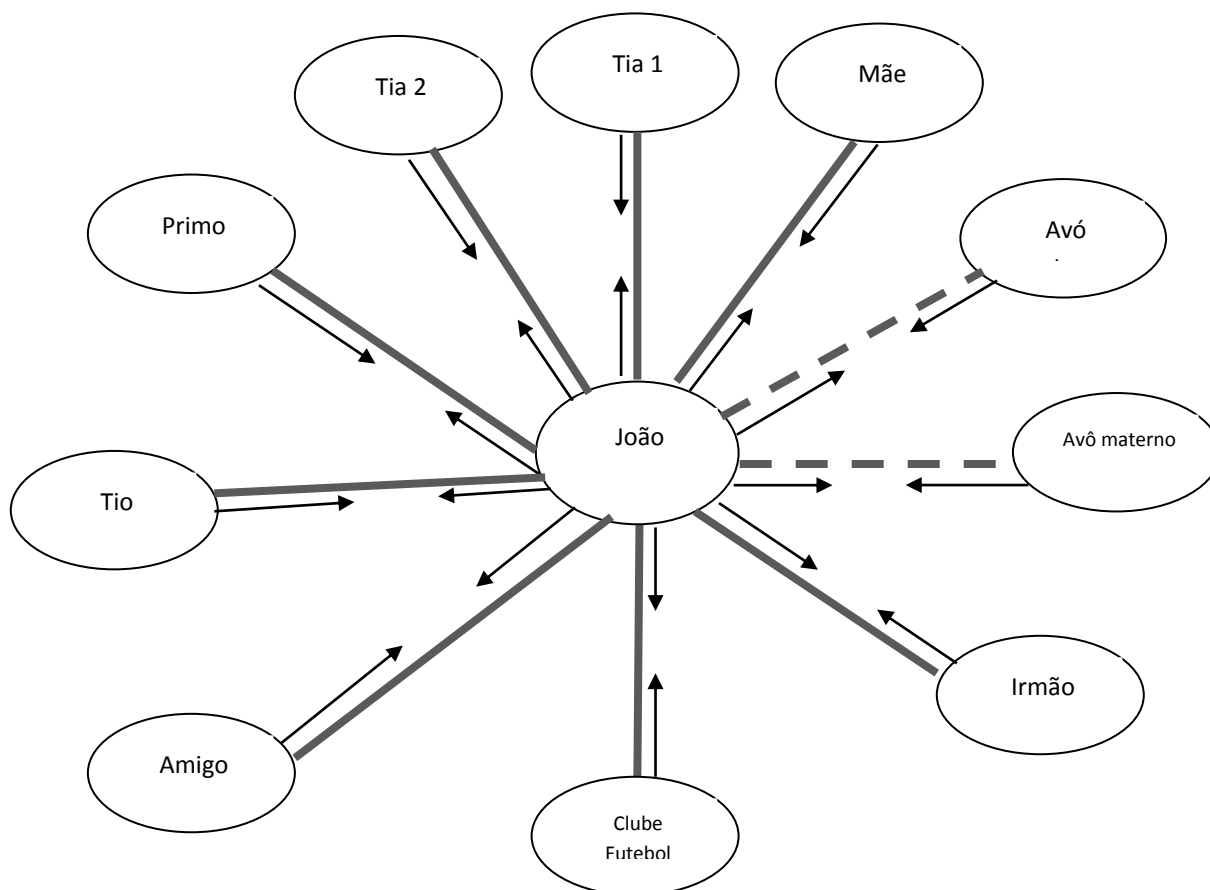 Tia 1
Mãe
Tia 2
Primo
Avó
João
Avô materno
Tio
Irmão
Amigo
Clube
Futebol